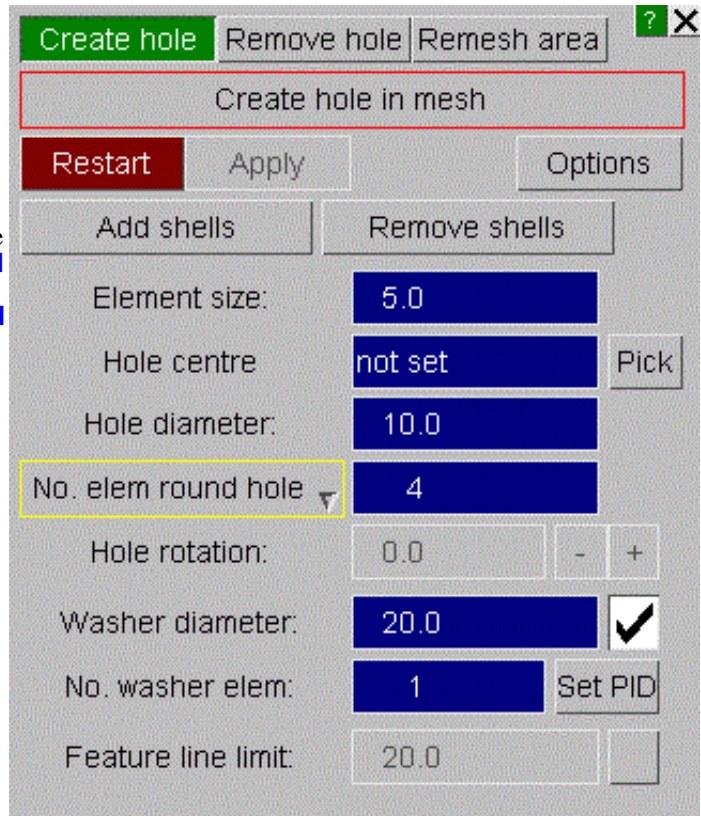 Create hole Remove hole Remesh area ? X
Create hole in mesh
Restart Apply Options
Add shells Remove shells
e
Element size: 5.0
Hole centre not set Pick
Hole diameter: 10.0
No. elem round hole 4
Hole rotation: 0.0 - +
Washer diameter: 20.0
No. washer elem: 1 Set PID
Feature line limit: 20.0